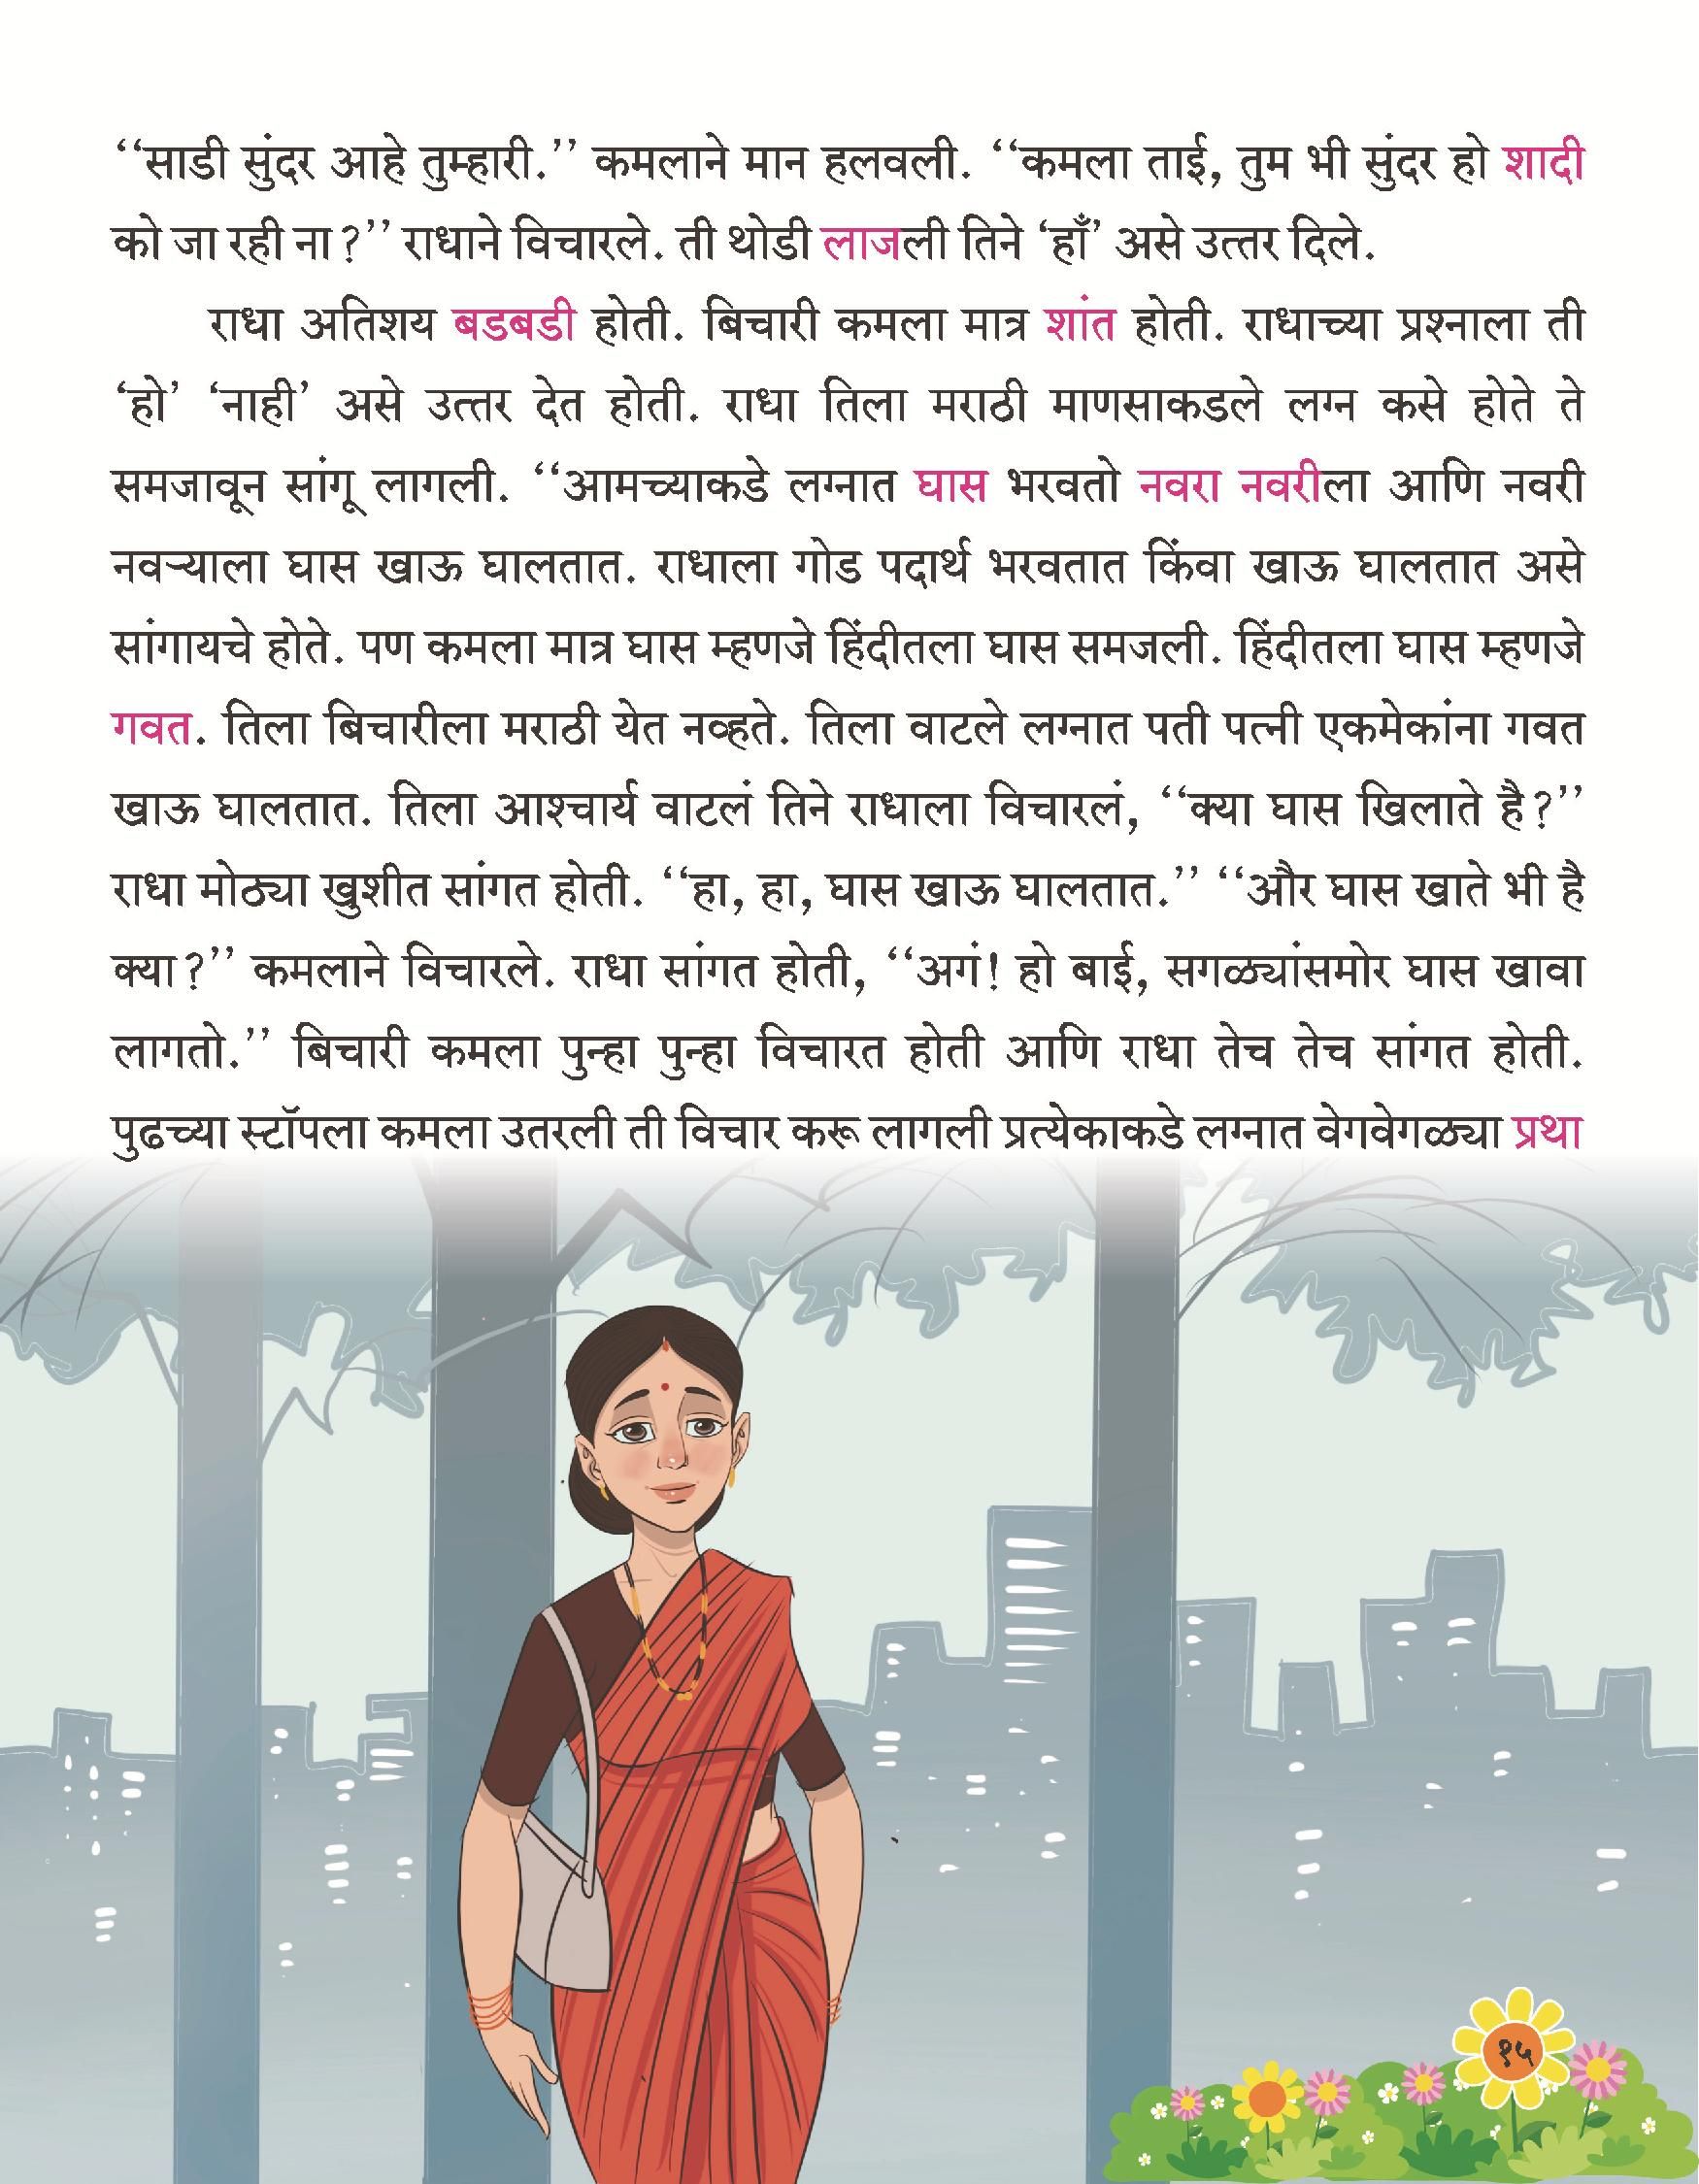 ‘‘साडी सुंदर आहे तुम्हारी.’’ कमलाने मान हलवली. ‘‘कमला ताई, तुम भी सुंदर हो शादी
को जा रही ना?’’ राधाने विचारले. ती थोडी लाजली तिने ‘हाँ’ असे उत्तर दिले.
राधा अतिशय बडबडी होती. बिचारी कमला मात्र शांत होती. राधाच्या प्रश्नाला ती
‘हो’ ‘नाही’ असे उत्तर देत होती. राधा तिला मराठी माणसाकडले लग्न कसे होते ते
समजावून सांगू लागली. ‘‘आमच्याकडे लग्नात घास भरवतो नवरा नवरीला आणि नवरी
नवऱ्याला घास खाऊ घालतात. राधाला गोड पदार्थ भरवतात किंवा खाऊ घालतात असे
सांगायचे होते. पण कमला मात्र घास म्हणजे हिंदीतला घास समजली. हिंदीतला घास म्हणजे
गवत. तिला बिचारीला मराठी येत नव्हते. तिला वाटले लग्नात पती पत्नी एकमेकांना गवत
खाऊ घालतात. तिला आश्चार्य वाटलं तिने राधाला विचारलं, ‘‘क्या घास खिलाते है?’’
राधा मोठ्या खुशीत सांगत होती. ‘‘हा, हा, घास खाऊ घालतात.’’ ‘‘और घास खाते भी है
क्या?’’ कमलाने विचारले. राधा सांगत होती, ‘‘अगं! हो बाई, सगळ्यांसमोर घास खावा
लागतो.’’ बिचारी कमला पुन्हा पुन्हा विचारत होती आणि राधा तेच तेच सांगत होती.
पुढच्या स्टॉपला कमला उतरली ती विचार करू लागली प्रत्येकाकडे लग्नात वेगवेगळ्या प्रथा
१५